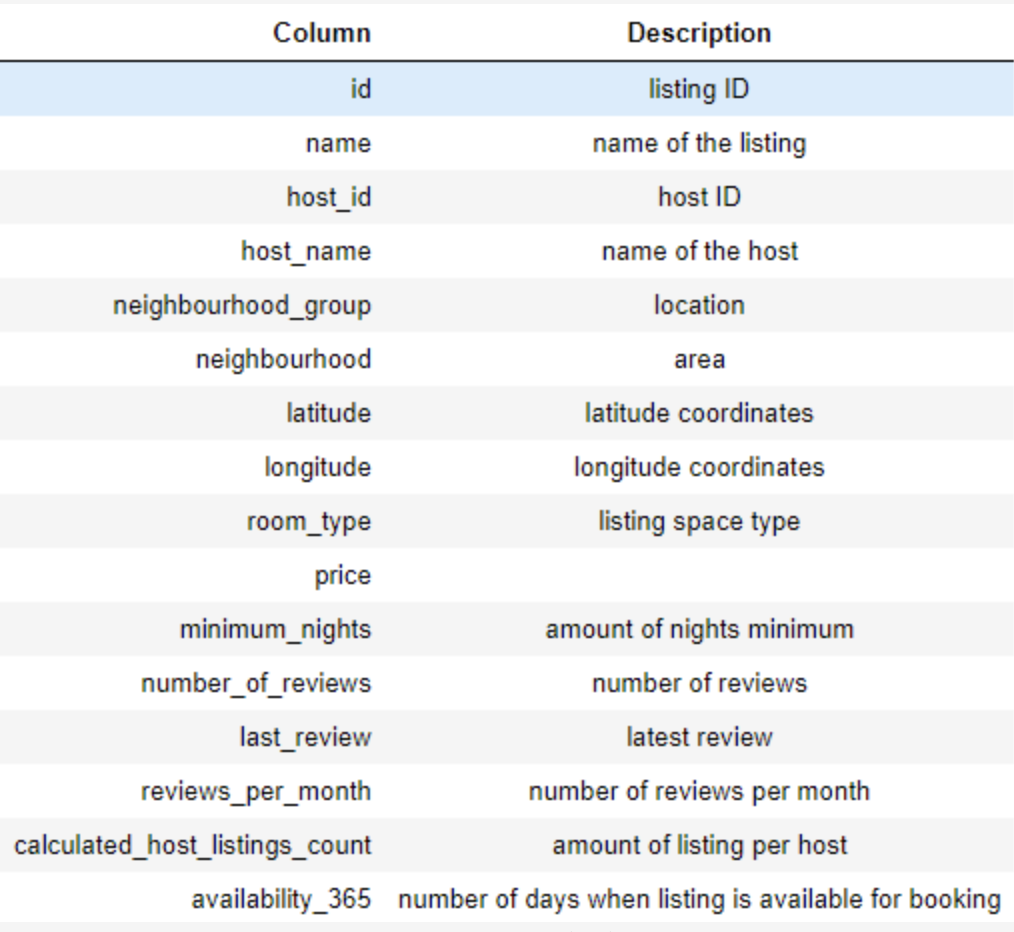 Column Description
id listing ID
name name of the listing
host_id host ID
host_name name of the host
neighbourhood_group location
neighbourhood area
latitude latitude coordinates
longitude longitude coordinates
room_type listing space type
price
minimum_nights amount of nights minimum
number_of_reviews number of reviews
last_review latest review
reviews_per_month number of reviews per month
calculated_host_listings_count amount of listing per host
availability_365 number of days when listing is available for booking